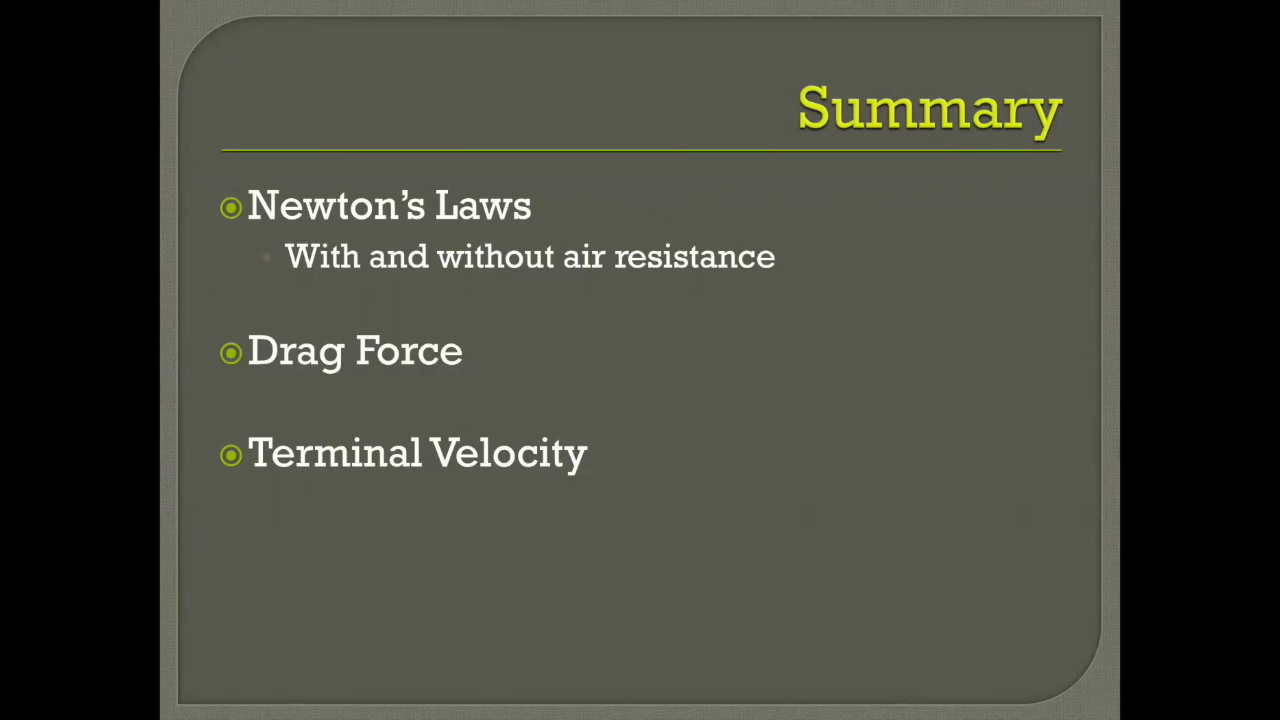 Summary
Newton’s Laws
With and without air resistance
Drag Force
Terminal Velocity